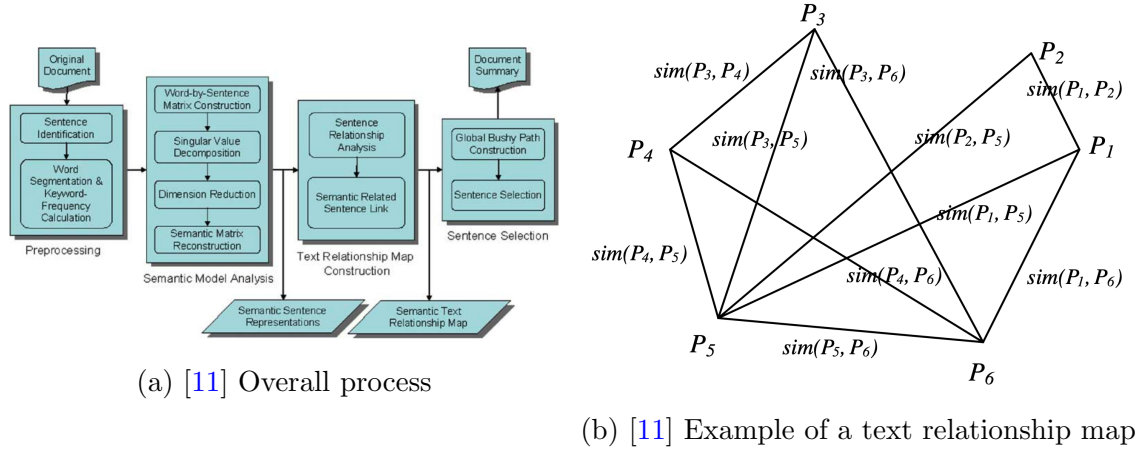 Original
Document
Sentence
Identification
Word
Segmentation &
Keyword-
Frequency
Calculation
Preprocessing
Word-by-Sentence
Matrix Construction
Singular Value
Decomposition
Dimension Reduction
Semantic Matrix
Reconstruction
Semantic Model Analysis
Sentence
Relationship
Analysis
Semantic Related
Sentence Link
Text Relationship Map
Construction
Document
Summary
Global Bushy Path
Construction
Sentence Selection
Sentence Selection
Semantic Sentence
Representations
Semantic Text
Relationship Map
(a) [11] Overall process
P3
P2
sim(P3, P4)
sim(P3, P6)
sim(P1, P2)
P4
sim(P3, P5)
sim(P2, P5)
P1
sim(P1, P5)
sim(P4, P5)
sim(P4, P6)
sim(P1, P6)
P5
sim(P5, P6)
P6
(b) [11] Example of a text relationship map